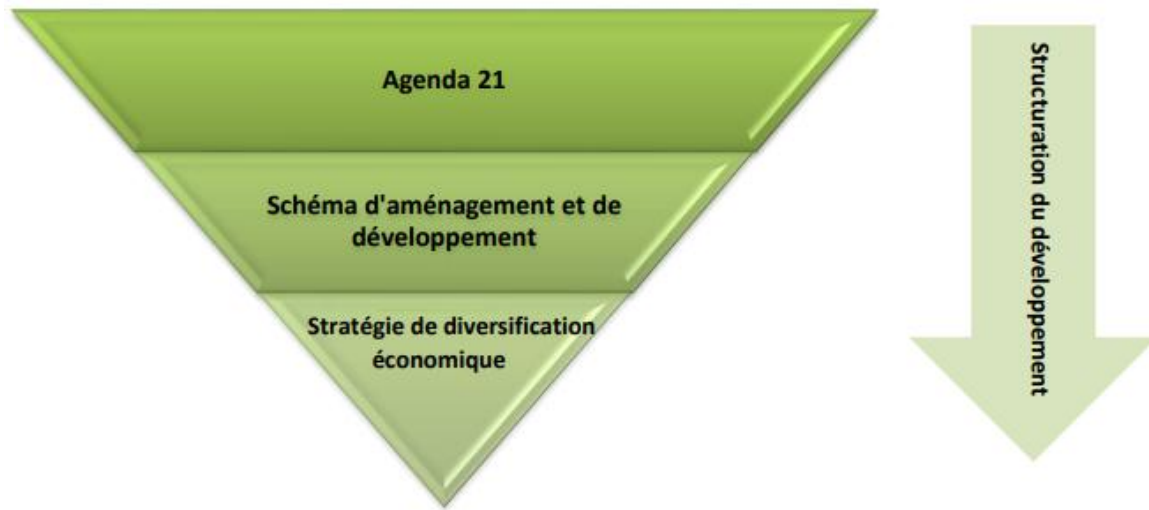 Agenda 21
Schéma d'aménagement et de
développement
Stratégie de diversification
économique
Structuration du développement